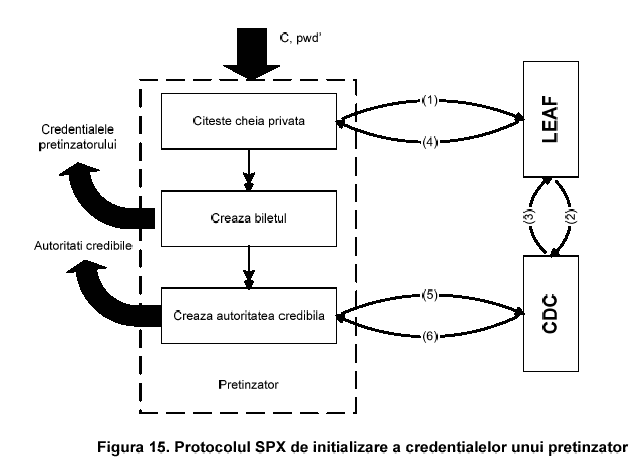 C, pwd'
Citeste cheia privata
(1)
(4)
LEAF
Credentialele
pretinzatorului
Creaza biletul
(3)
(2)
Autoritati credibile
Creaza autoritatea credibila
(5)
(6)
CDC
Pretinzator
Figura 15. Protocolul SPX de initializare a credentialelor unui pretinzator